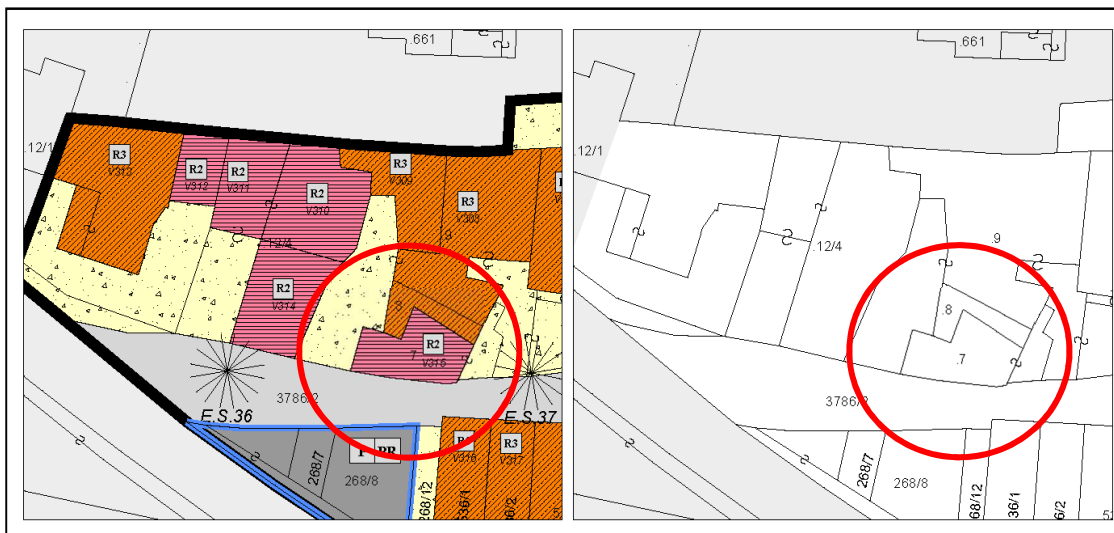 .661
.12/1
R3
V313
R2
V312
R2
V311
R2
V310
R3
V309
R3
.9
.12/4
R2
V314
.8
R2
.7
3786/2
E.S.36
E.S.37
PR
R3
V317
268/7
268/8
268/12
.661
.12/1
.12/4
.9
.8
.7
3786/2
268/7
268/8
68/12
36/1
6/2